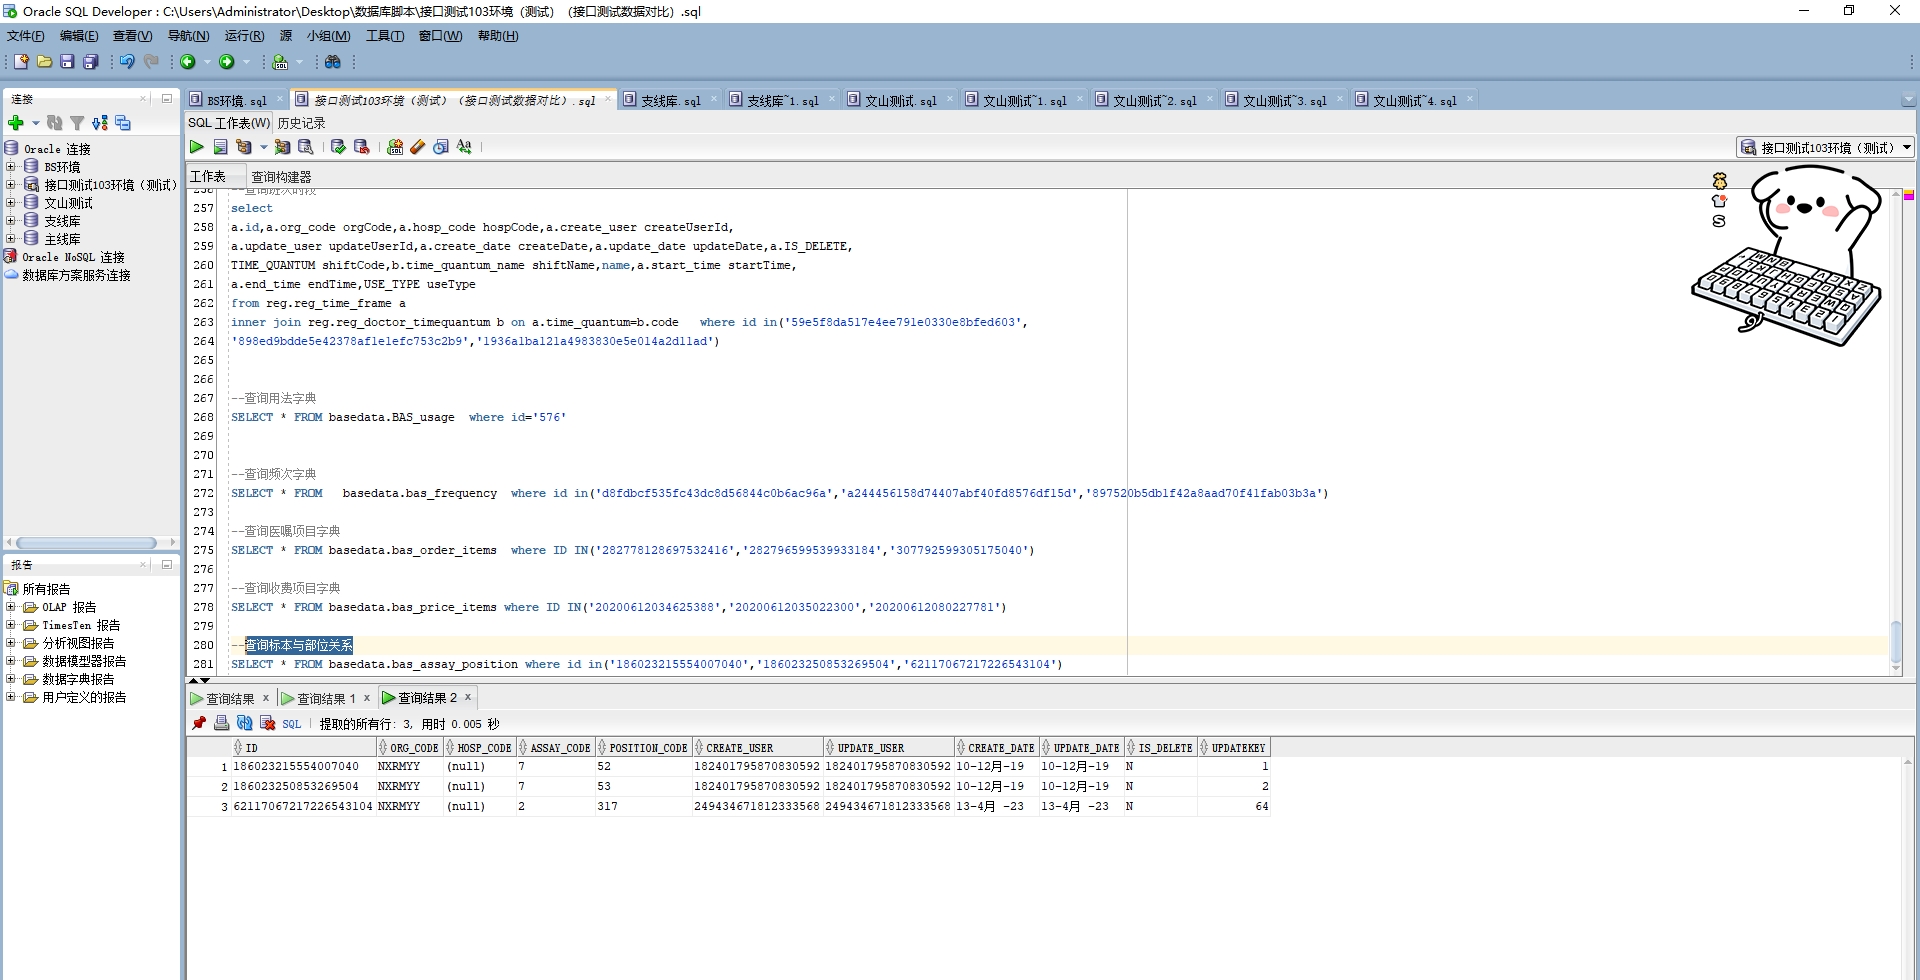 Oracle SQL Developer : C:\Users\Administrator\Desktop\数据库脚本\接口测试103环境（测试）（接口测试数据对比）.sql
文件(F) 编辑(E) 查看(V) 导航(N) 运行(R) 源 小组(M) 工具(T) 窗口(W) 帮助(H)
连接
Oracle 连接
BS环境
接口测试103环境（测试）
文山测试
支线库
主线库
Oracle NoSQL 连接
数据库方案服务连接
报告
所有报告
OLAP 报告
TimesTen 报告
分析视图报告
数据模型器报告
数据字典报告
用户定义的报告
BS环境.sql 接口测试103环境（测试）（接口测试数据对比）.sql 支线库.sql 支线库~1.sql 文山测试.sql 文山测试~1.sql 文山测试~2.sql 文山测试~3.sql 文山测试~4.sql
SQL 工作表(W) 历史记录
接口测试103环境（测试）
工作表 查询构建器
256 --查询班次时段
257 select
258 a.id,a.org_code orgCode,a.hosp_code hospCode,a.create_user createUserId,
259 a.update_user updateUserId,a.create_date createDate,a.update_date updateDate,a.IS_DELETE,
260 TIME_QUANTUM shiftCode,b.time_quantum_name shiftName,name,a.start_time startTime,
261 a.end_time endTime,USE_TYPE useType
262 from reg.reg_time_frame a
263 inner join reg.reg_doctor_timequantum b on a.time_quantum=b.code   where id in('59e5f8da517e4ee791e0330e8bfed603',
264 '898ed9bdde5e42378af1e1efc753c2b9','1936a1ba121a4983830e5e014a2d11ad')
265
266
267 --查询用法字典
268 SELECT * FROM basedata.BAS_usage  where id='576'
269
270
271 --查询频次字典
272 SELECT * FROM   basedata.bas_frequency  where id in('d8fdbcf535fc43dc8d56844c0b6ac96a','a244456158d74407abf40fd8576df15d','897520b5db1f42a8aad70f41fab03b3a')
273
274 --查询医嘱项目字典
275 SELECT * FROM basedata.bas_order_items  where ID IN('282778128697532416','282796599539933184','307792599305175040')
276
277 --查询收费项目字典
278 SELECT * FROM basedata.bas_price_items where ID IN('20200612034625388','20200612035022300','20200612080227781')
279
280 --查询标本与部位关系
281 SELECT * FROM basedata.bas_assay_position where id in('186023215554007040','186023250853269504','62117067217226543104')
查询结果 × 查询结果 1 × 查询结果 2 ×
SQL 提取的所有行: 3, 用时 0.005 秒
ID ORG_CODE HOSP_CODE ASSAY_CODE POSITION_CODE CREATE_USER UPDATE_USER CREATE_DATE UPDATE_DATE IS_DELETE UPDATEKEY
1 186023215554007040 NXRMYY (null) 7 52 182401795870830592 182401795870830592 10-12月-19 10-12月-19 N 1
2 186023250853269504 NXRMYY (null) 7 53 182401795870830592 182401795870830592 10-12月-19 10-12月-19 N 2
3 62117067217226543104 NXRMYY (null) 2 317 249434671812333568 249434671812333568 13-4月 -23 13-4月 -23 N 64